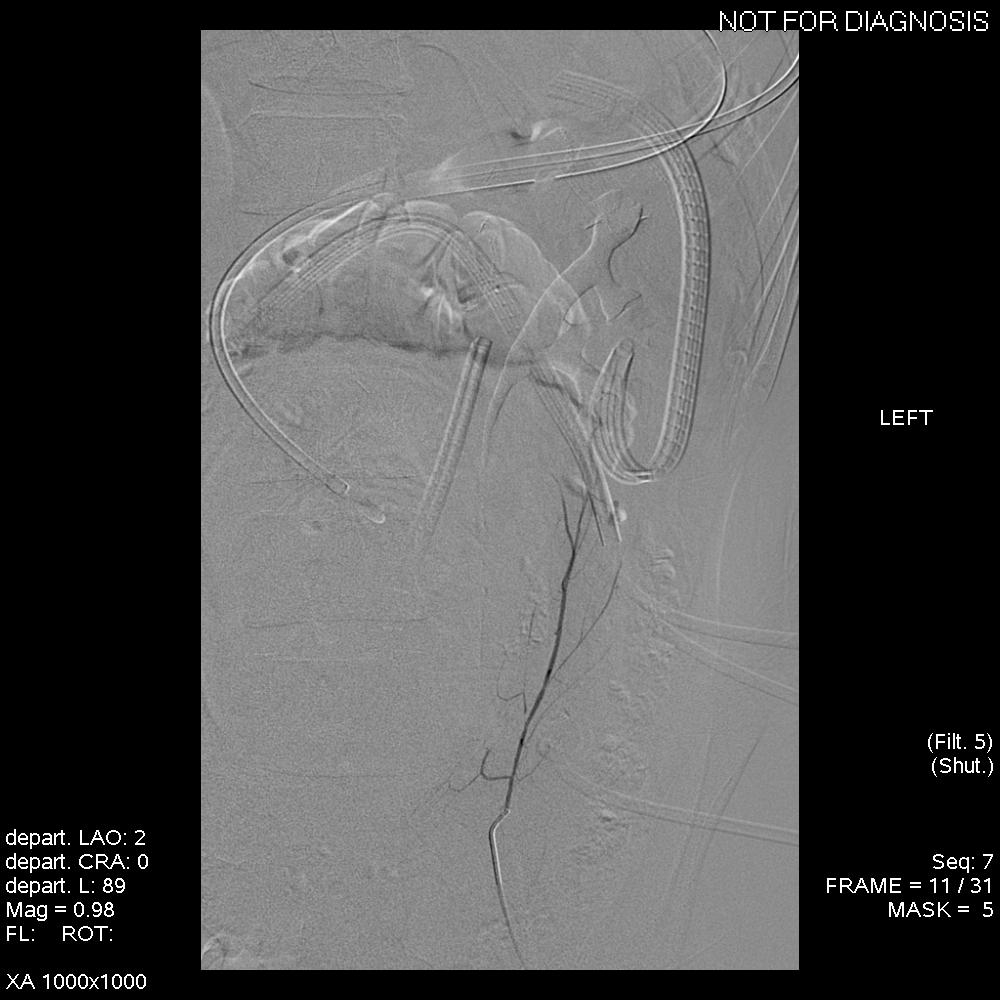 NOT FOR DIAGNOSIS
LEFT
(Filt. 5)
(Shut.)
depart. LAO: 2
depart. CRA: 0
depart. L: 89
Mag = 0.98
FL: ROT:
XA 1000x1000
Seq: 7
FRAME = 11 / 31
MASK = 5